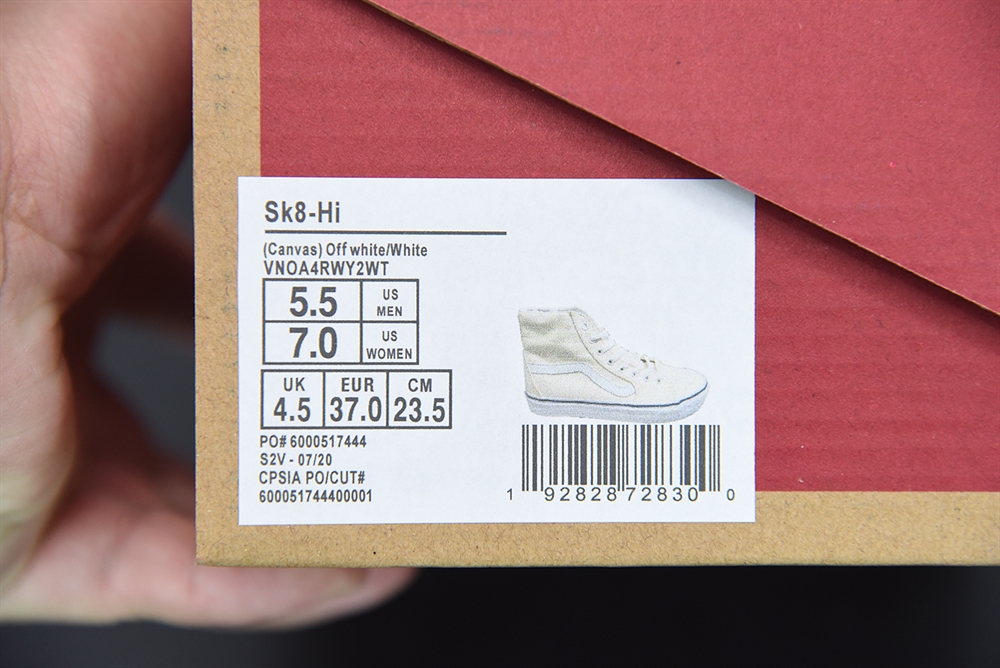 Sk8-Hi
(Canvas) Off white/White
VNOA4RWY2WT
5.5 US MEN
7.0 US WOMEN
UK EUR CM
4.5 37.0 23.5
PO# 6000517444
S2V - 07/20
CPSIA PO/CUT#
600051744400001
1 92828 72830 0